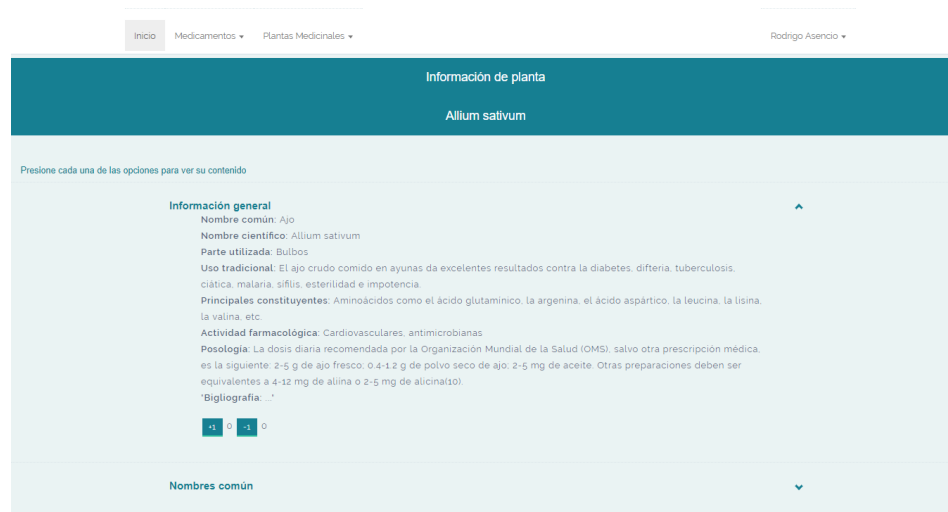 Inicio Medicamentos Plantas Medicinales Rodrigo Asencio
Información de planta
Allium sativum
Presione cada una de las opciones para ver su contenido
Información general
Nombre común: Ajo
Nombre científico: Allium sativum
Parte utilizada: Bulbos
Uso tradicional: El ajo crudo comido en ayunas da excelentes resultados contra la diabetes, difteria, tuberculosis,
ciática, malaria, sífilis, esterilidad e impotencia.
Principales constituyentes: Aminoácidos como el ácido glutamínico, la argenina, el ácido aspártico, la leucina, la lisina,
la valina, etc.
Actividad farmacológica: Cardiovasculares, antimicrobianas
Posología: La dosis diaria recomendada por la Organización Mundial de la Salud (OMS), salvo otra prescripción médica,
es la siguiente: 2-5 g de ajo fresco; 0.4-1.2 g de polvo seco de ajo; 2-5 mg de aceite. Otras preparaciones deben ser
equivalentes a 4-12 mg de aliina o 2-5 mg de alicina(10).
*Bigliografía: ...*
+1 0 -1 0
Nombres común